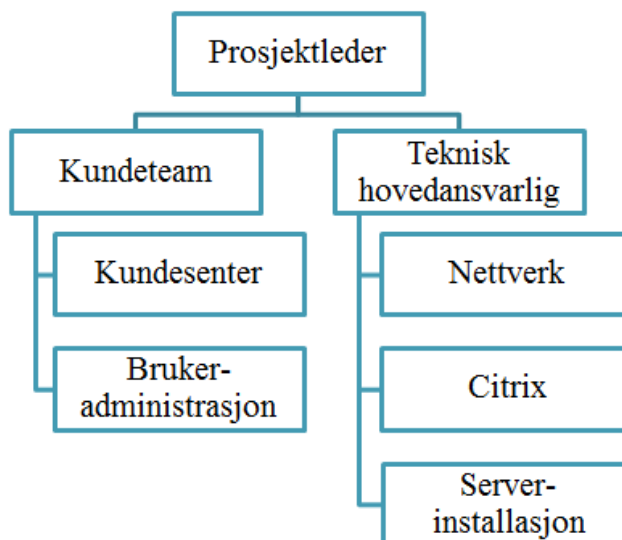 Prosjektleder
Kundeteam
Kundesenter
Bruker-
administrasjon
Teknisk
hovedansvarlig
Nettverk
Citrix
Server-
installasjon